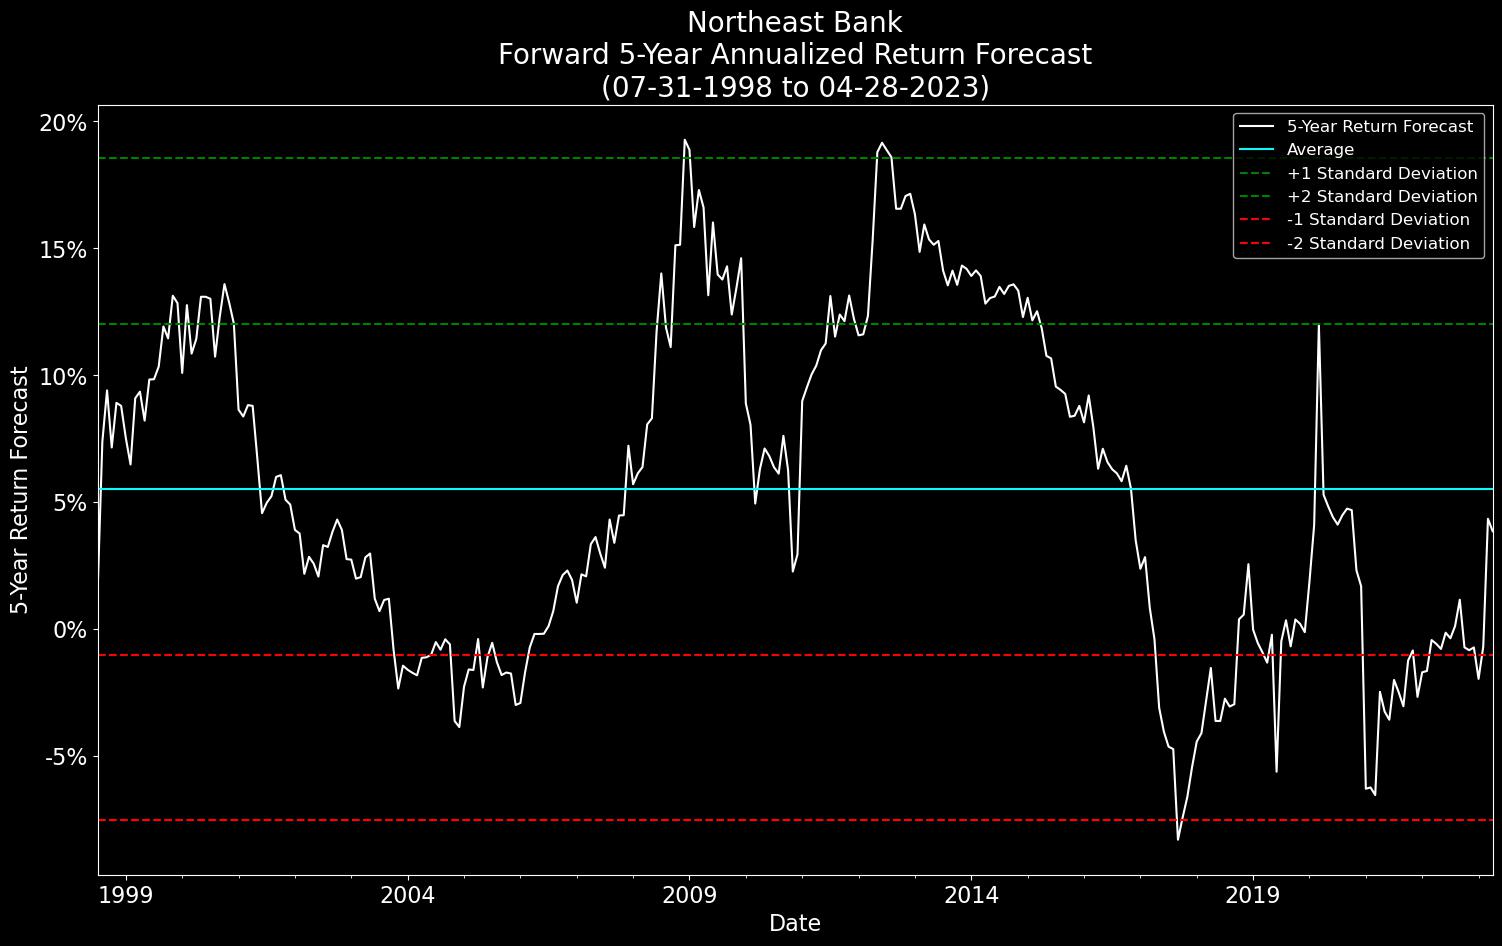 Northeast Bank
Forward 5-Year Annualized Return Forecast
(07-31-1998 to 04-28-2023)
20%
15%
10%
5%
0%
-5%
5-Year Return Forecast
5-Year Return Forecast
Average
+1 Standard Deviation
+2 Standard Deviation
-1 Standard Deviation
-2 Standard Deviation
1999 2004 2009 2014 2019
Date